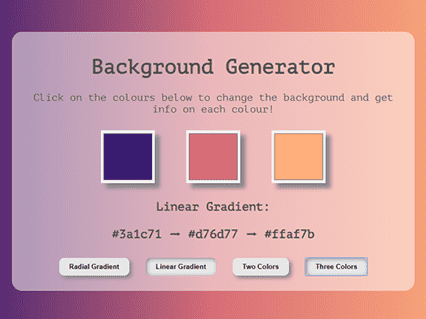 Background Generator
Click on the colours below to change the background and get
info on each colour!
Linear Gradient:
#3a1c71 → #d76d77 → #ffaf7b
Radial Gradient Linear Gradient Two Colors Three Colors